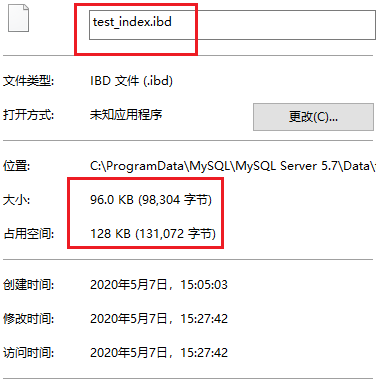 test_index.ibd
文件类型: IBD 文件 (.ibd)
打开方式: 未知应用程序 更改(C)...
位置: C:\ProgramData\MySQL\MySQL Server 5.7\Data\
大小: 96.0 KB (98,304 字节)
占用空间: 128 KB (131,072 字节)
创建时间: 2020年5月7日，15:05:03
修改时间: 2020年5月7日，15:27:42
访问时间: 2020年5月7日，15:27:42